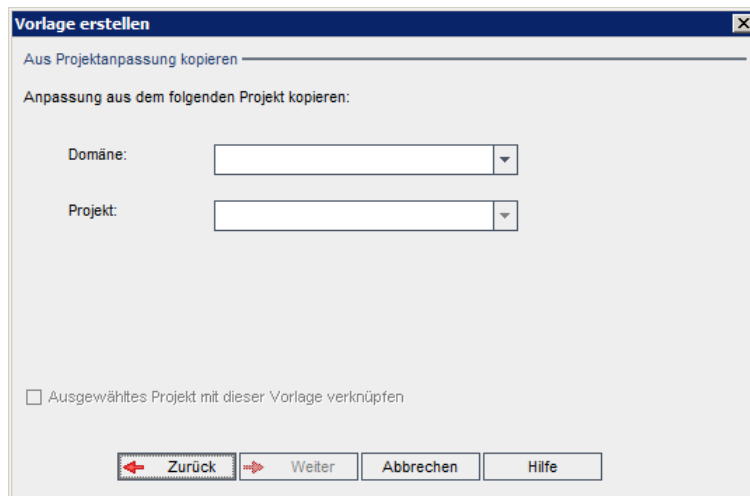 Vorlage erstellen
Aus Projektanpassung kopieren
Anpassung aus dem folgenden Projekt kopieren:
Domäne:
Projekt:
Ausgewähltes Projekt mit dieser Vorlage verknüpfen
Zurück Weiter Abbrechen Hilfe